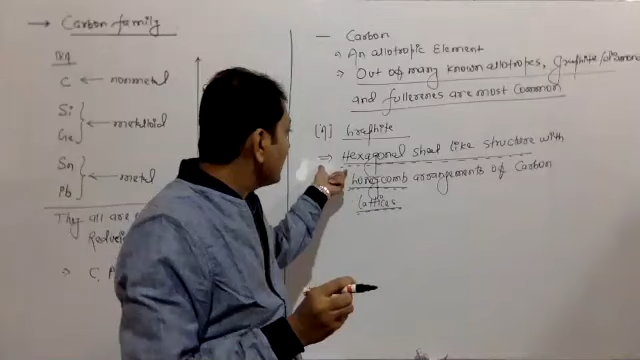 → Carbon family
C ← nonmetal
Si
Ge
← metalloid
Sn
Pb
← metal
They all are
Reduci
→ C,
— Carbon
An allotropic Element
Out of many known allotropes, Graphite
and fullerenes are most common
Graphite
⇒ Hexagonal sheet like structure with
honeycomb arrangements of Carbon
lattices